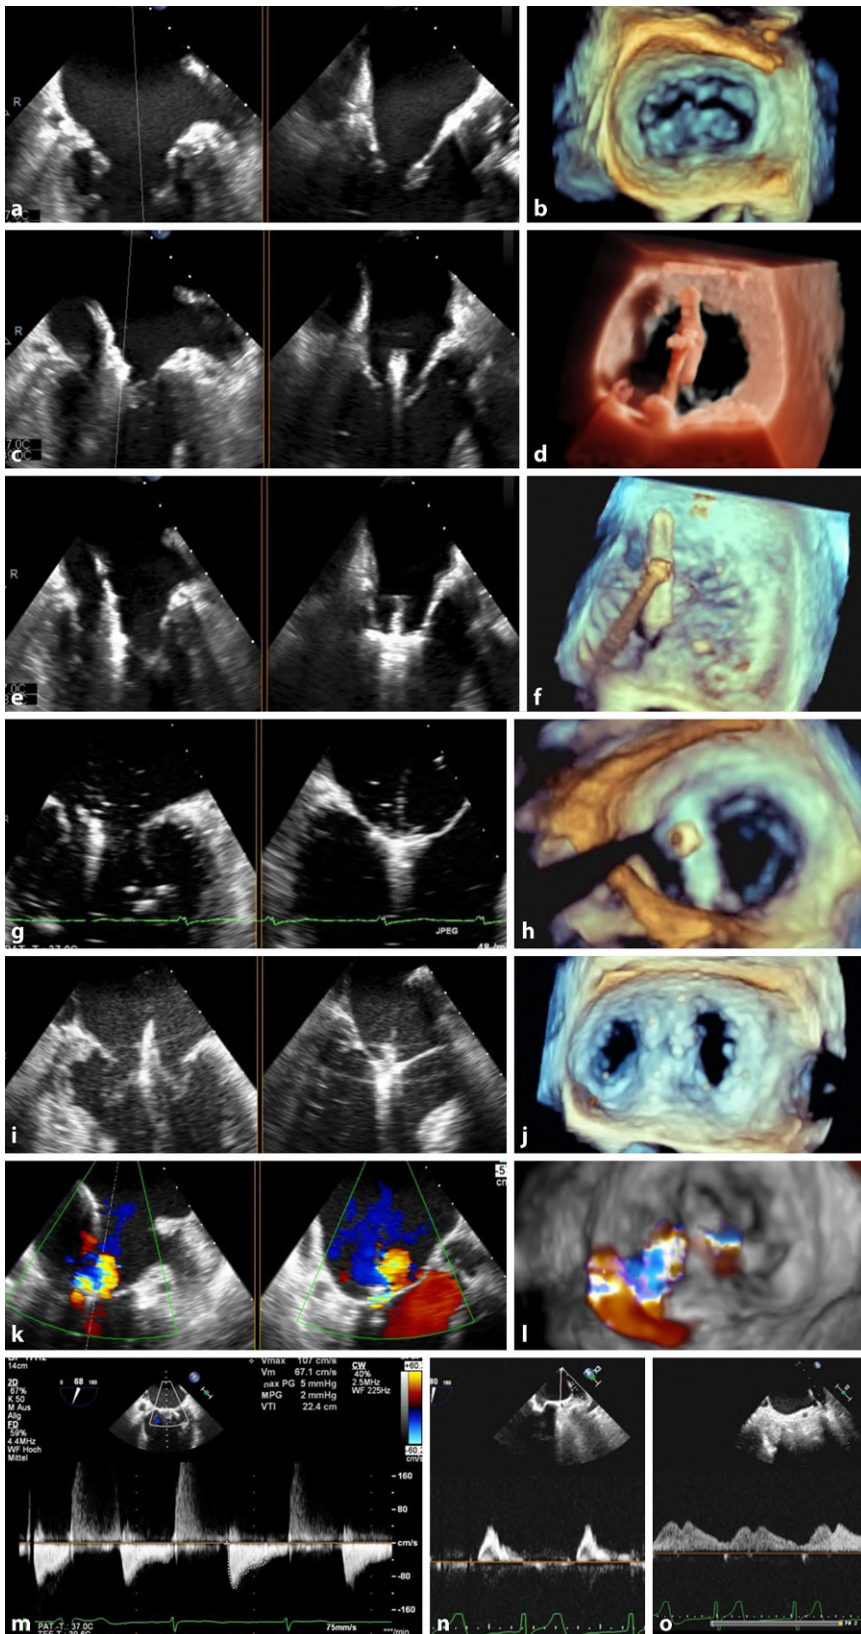 R
a
b
R
7.0C
c
d
R
e
f
JPEG
g
h
i
j
k
l
14cm
2D
67%
K 50
M Aus
Allg
FD
59%
4.4MHz
WF Hoch
Mittel
68
Vmax 107 cm/s
Vm 67.1 cm/s
max PG 5 mmHg
MPG 2 mmHg
VTI 22.4 cm
CW
40%
2.5MHz
WF 225Hz
cm/s
160
80
cm/s
-80
-160
PAT.-T.: 37.0C
75mm/s
m
n
o